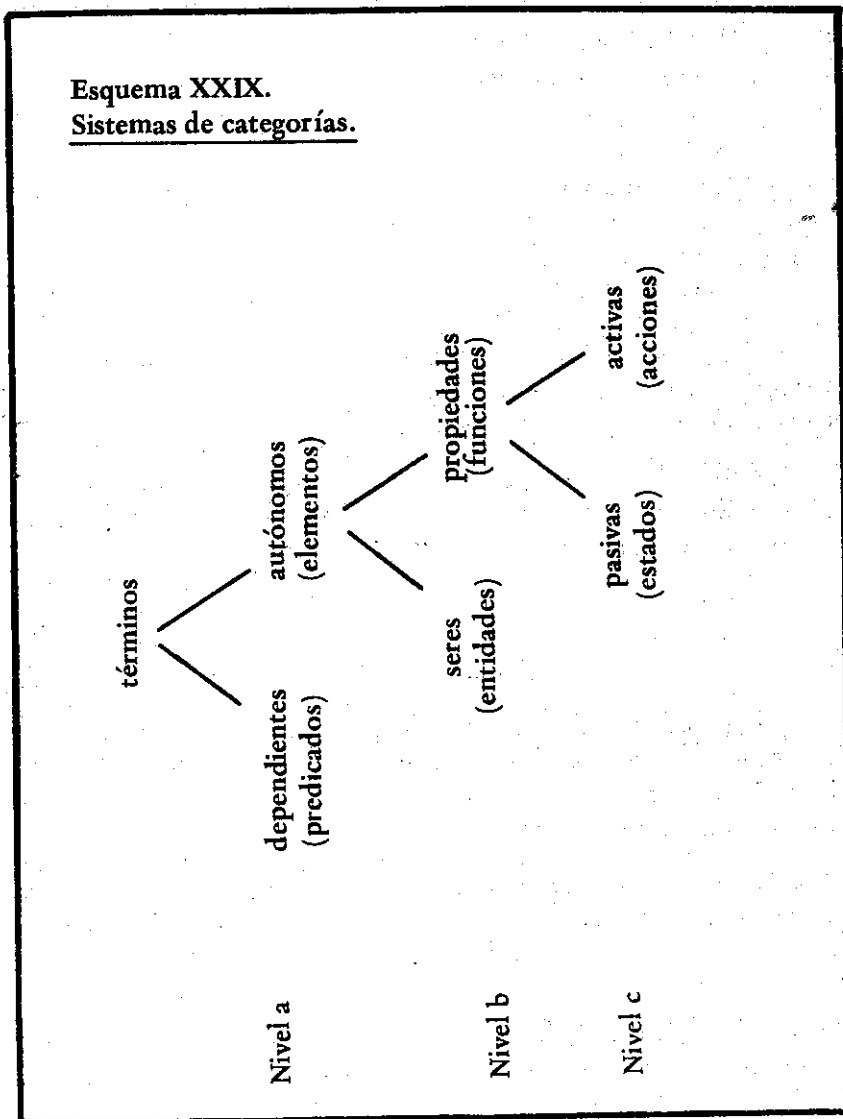 Esquema XXIX.
Sistemas de categorías.
términos
Nivel a
dependientes
(predicados)
autónomos
(elementos)
Nivel b
seres
(entidades)
propiedades
(funciones)
Nivel c
pasivas
(estados)
activas
(acciones)